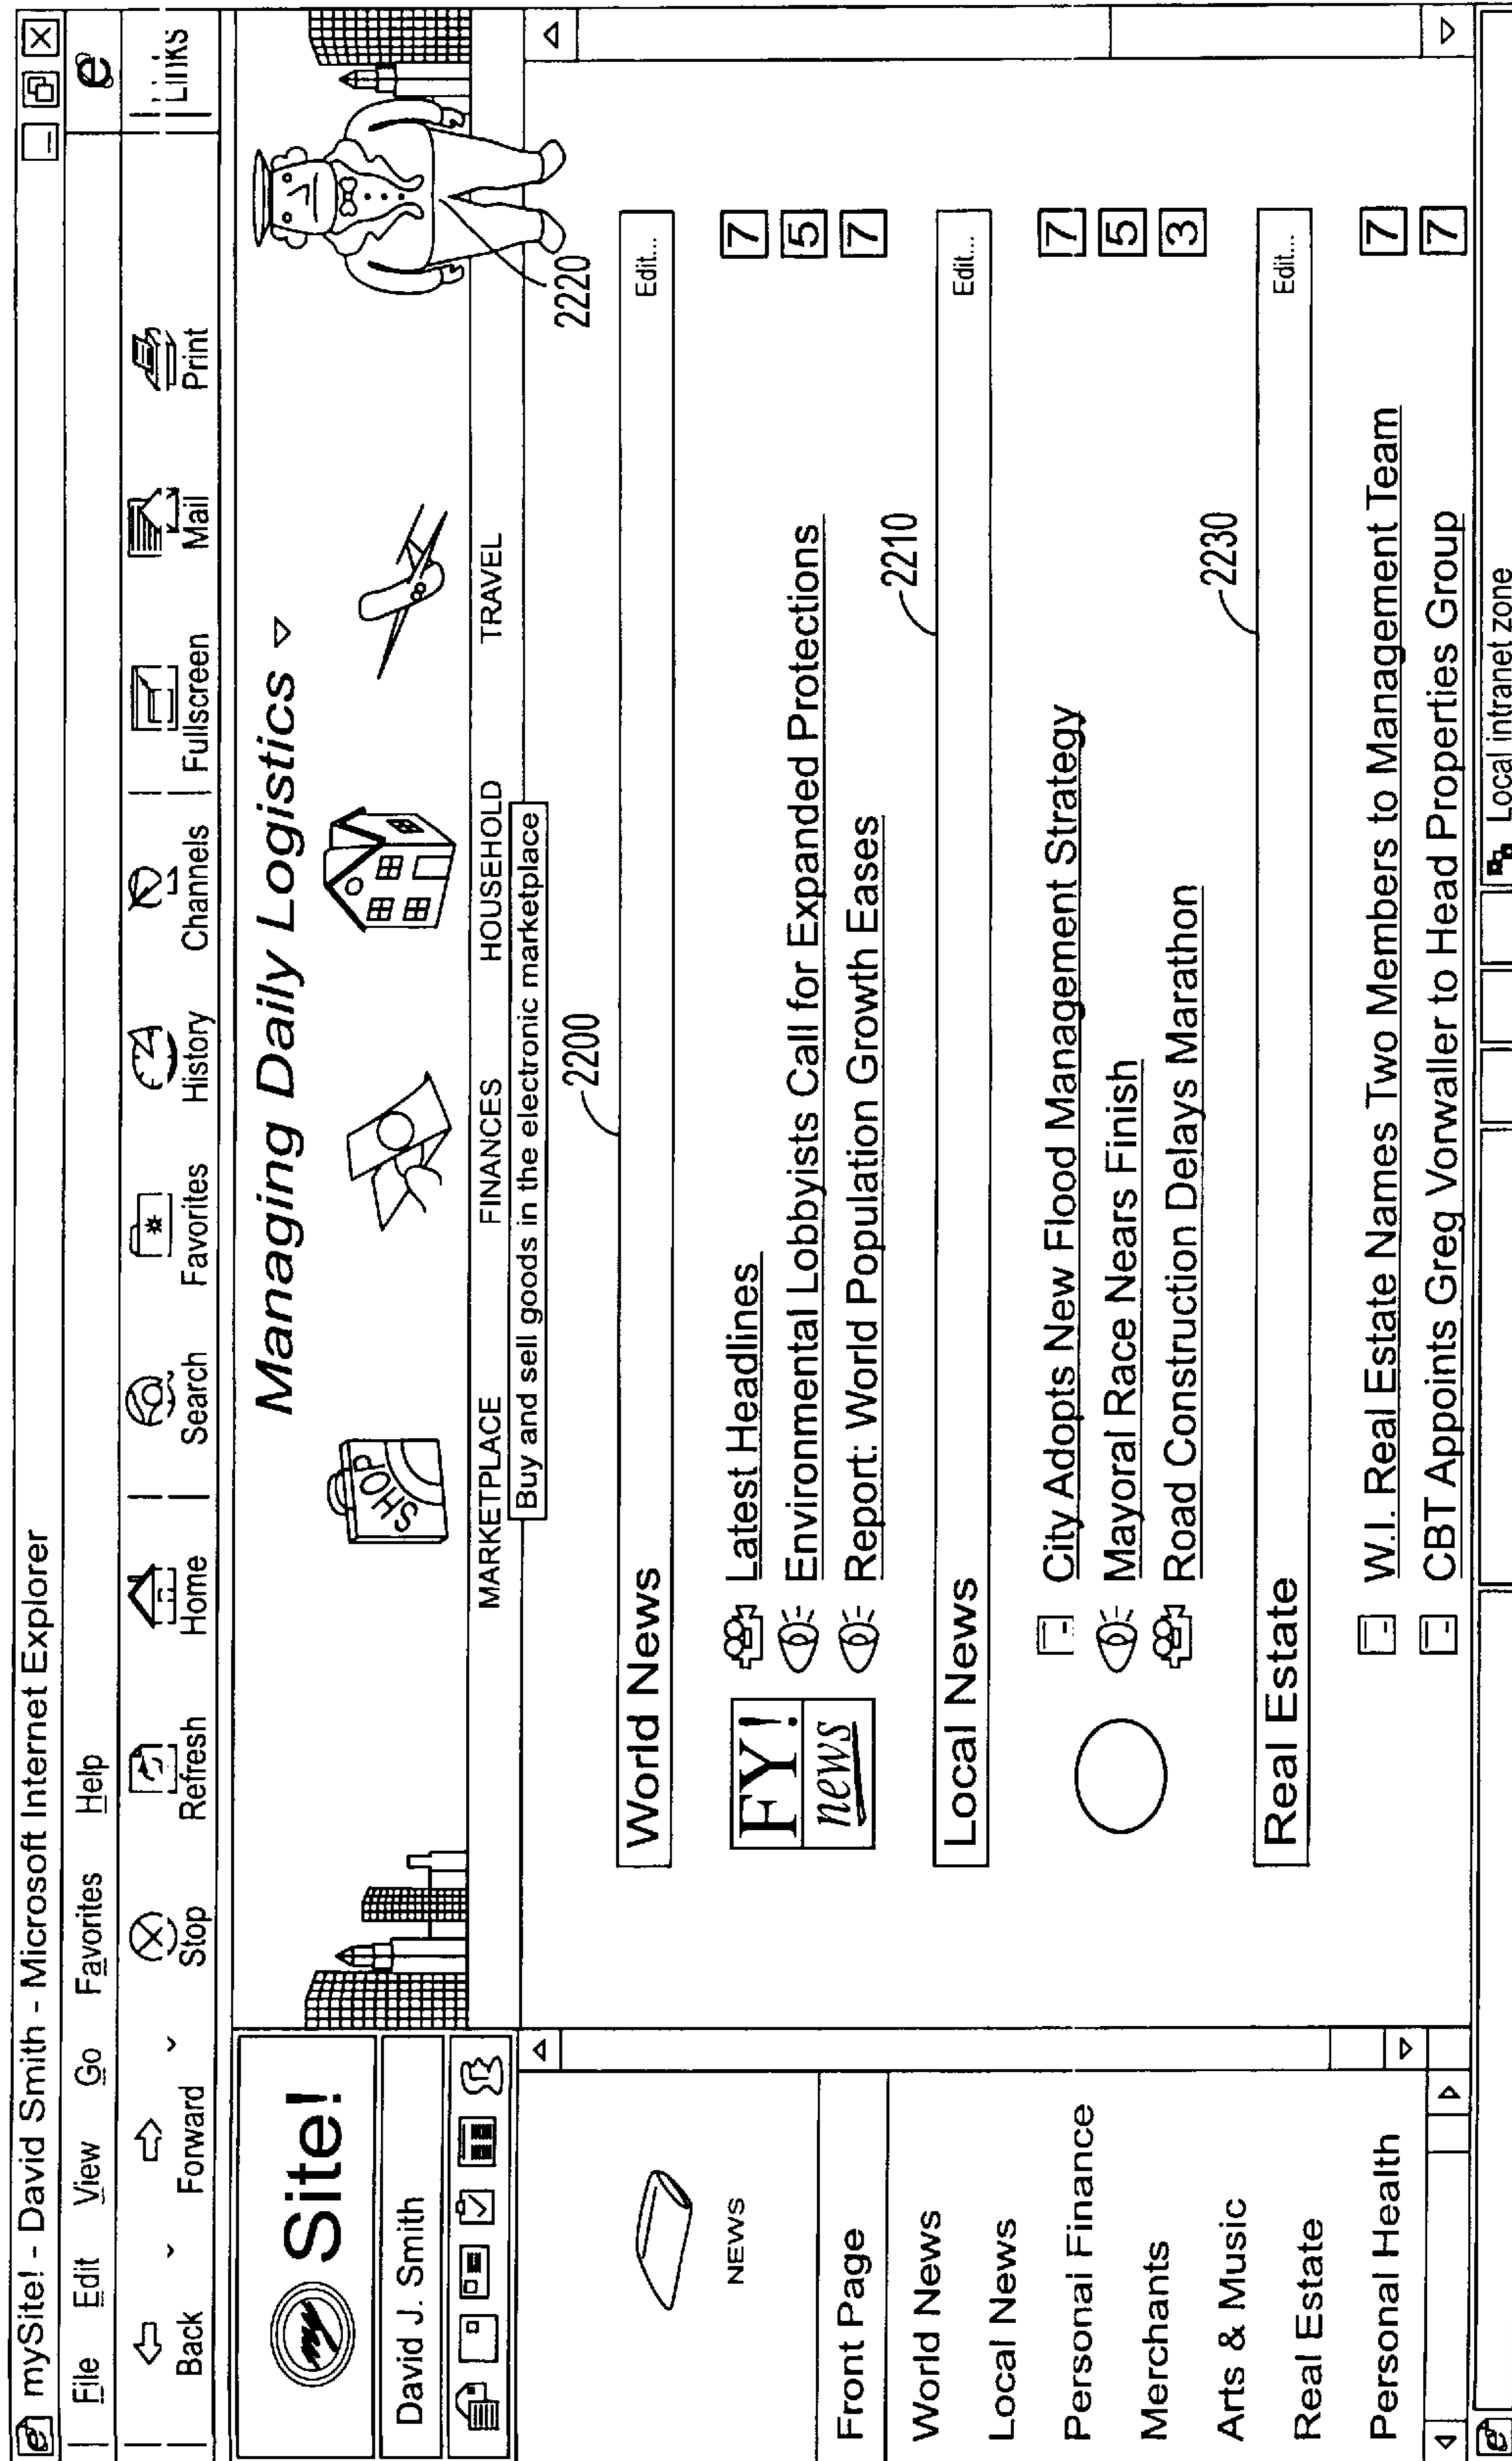 mySite! - David Smith - Microsoft Internet Explorer
File Edit View Go Favorites Help
Back Forward Stop Refresh Home Search Favorites History Channels Fullscreen Mail Print Links
my Site!
David J. Smith
Managing Daily Logistics
SHOP
MARKETPLACE FINANCES HOUSEHOLD TRAVEL
Buy and sell goods in the electronic marketplace
2220
NEWS
Front Page
World News
Local News
Personal Finance
Merchants
Arts & Music
Real Estate
Personal Health
2200
World News Edit...
FY!
news
Latest Headlines 7
Environmental Lobbyists Call for Expanded Protections 5
Report: World Population Growth Eases 7
2210
Local News Edit...
City Adopts New Flood Management Strategy 7
Mayoral Race Nears Finish 5
Road Construction Delays Marathon 3
2230
Real Estate Edit...
W.I. Real Estate Names Two Members to Management Team 7
CBT Appoints Greg Vorwaller to Head Properties Group 7
Local intranet zone